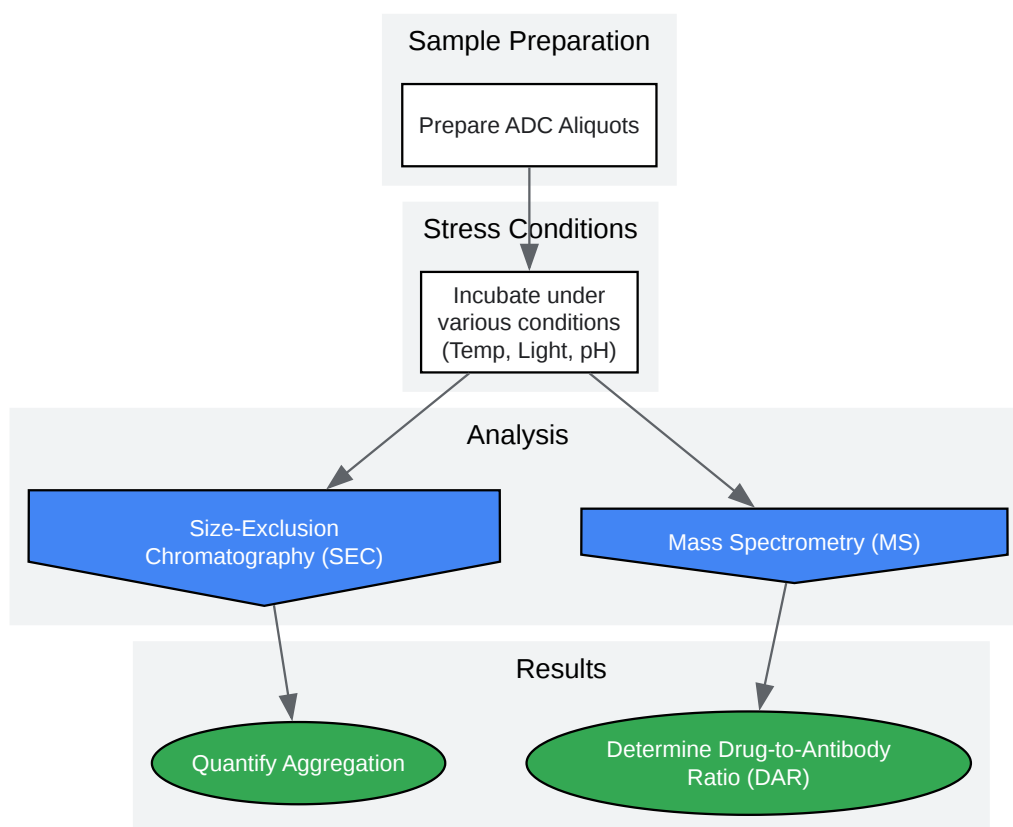 Sample Preparation
Prepare ADC Aliquots
Stress Conditions
Incubate under
various conditions
(Temp, Light, pH)
Analysis
Size-Exclusion
Chromatography (SEC)
Mass Spectrometry (MS)
Results
Quantify Aggregation
Determine Drug-to-Antibody
Ratio (DAR)